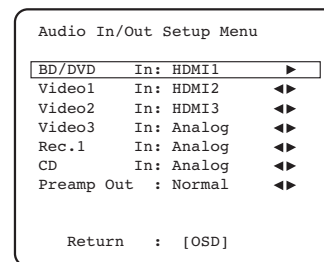 Audio In/Out Setup Menu
BD/DVD In: HDMI1 ►
Video1 In: HDMI2 ◄►
Video2 In: HDMI3 ◄►
Video3 In: Analog ◄►
Rec.1 In: Analog ◄►
CD In: Analog ◄►
Preamp Out : Normal ◄►
Return : [OSD]